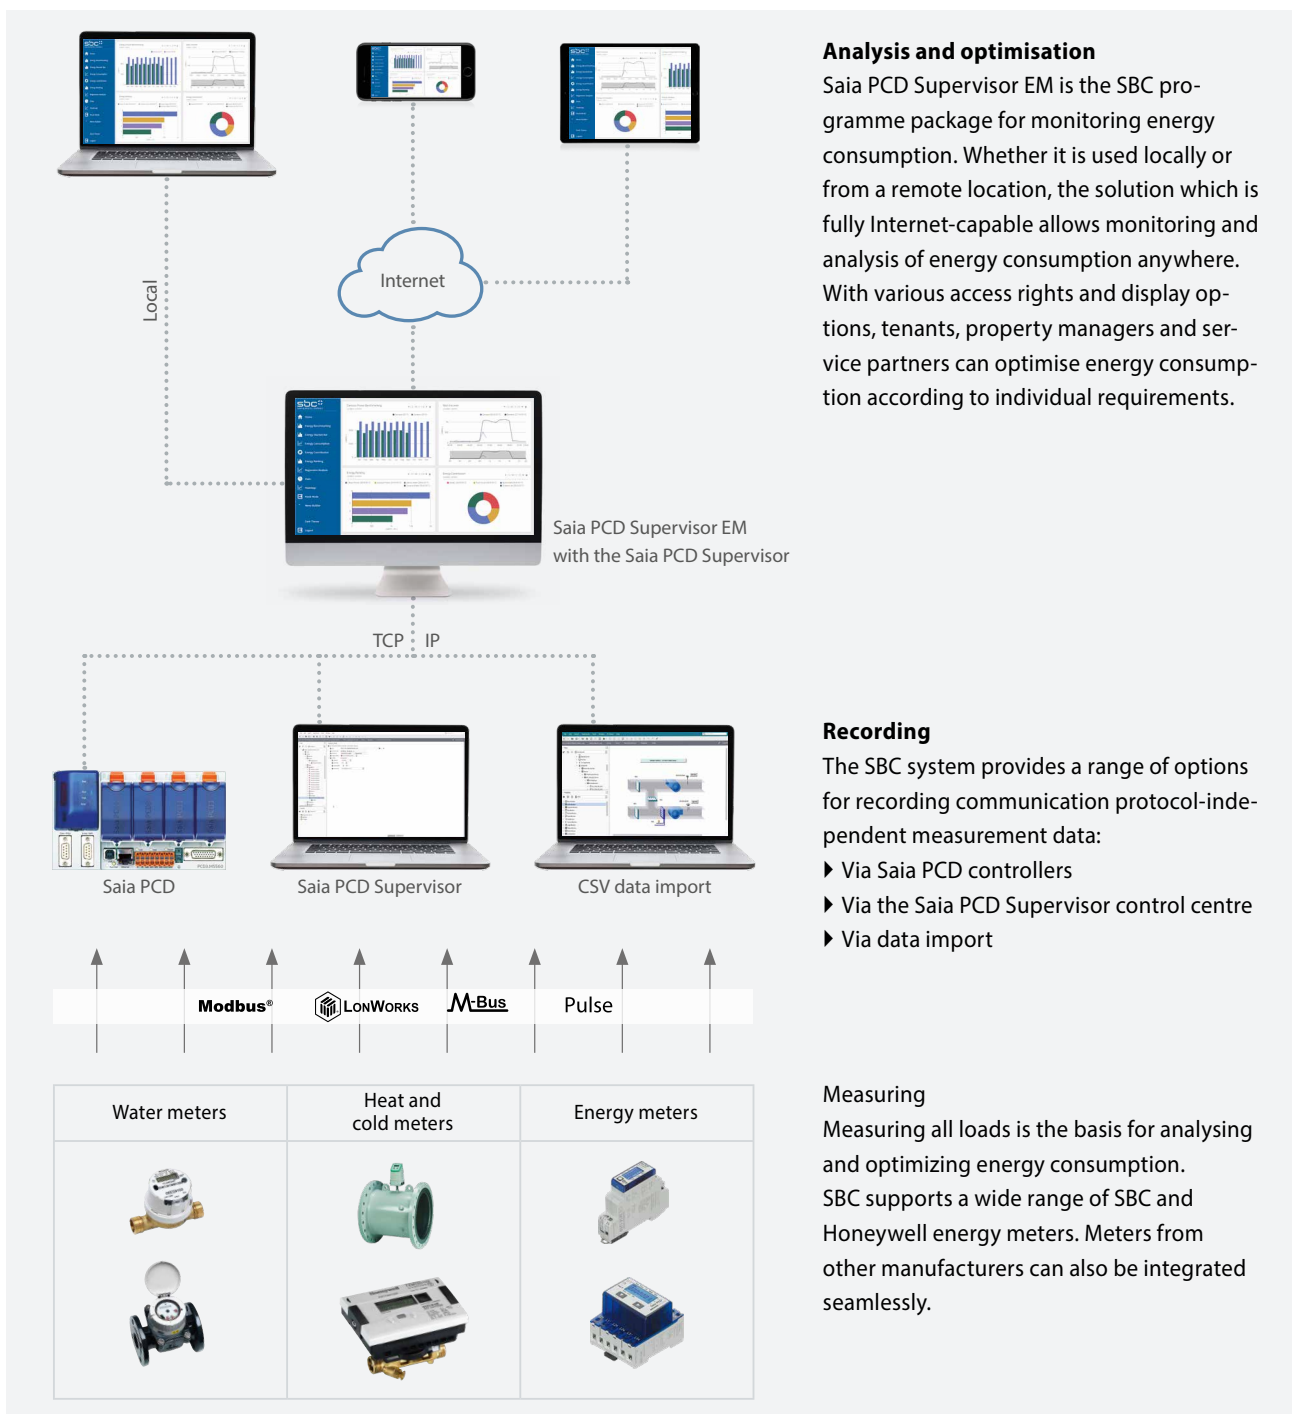 Analysis and optimisation
Saia PCD Supervisor EM is the SBC pro-
gramme package for monitoring energy
consumption. Whether it is used locally or
from a remote location, the solution which is
fully Internet-capable allows monitoring and
analysis of energy consumption anywhere.
With various access rights and display op-
tions, tenants, property managers and ser-
vice partners can optimise energy consump-
tion according to individual requirements.
Internet
Local
sbc
Saia PCD Supervisor EM
with the Saia PCD Supervisor
TCP IP
Saia PCD
Saia PCD Supervisor
CSV data import
Recording
The SBC system provides a range of options
for recording communication protocol-inde-
pendent measurement data:
Via Saia PCD controllers
Via the Saia PCD Supervisor control centre
Via data import
Modbus® LONWORKS M-Bus Pulse
Water meters
Heat and
cold meters
Energy meters
Measuring
Measuring all loads is the basis for analysing
and optimizing energy consumption.
SBC supports a wide range of SBC and
Honeywell energy meters. Meters from
other manufacturers can also be integrated
seamlessly.